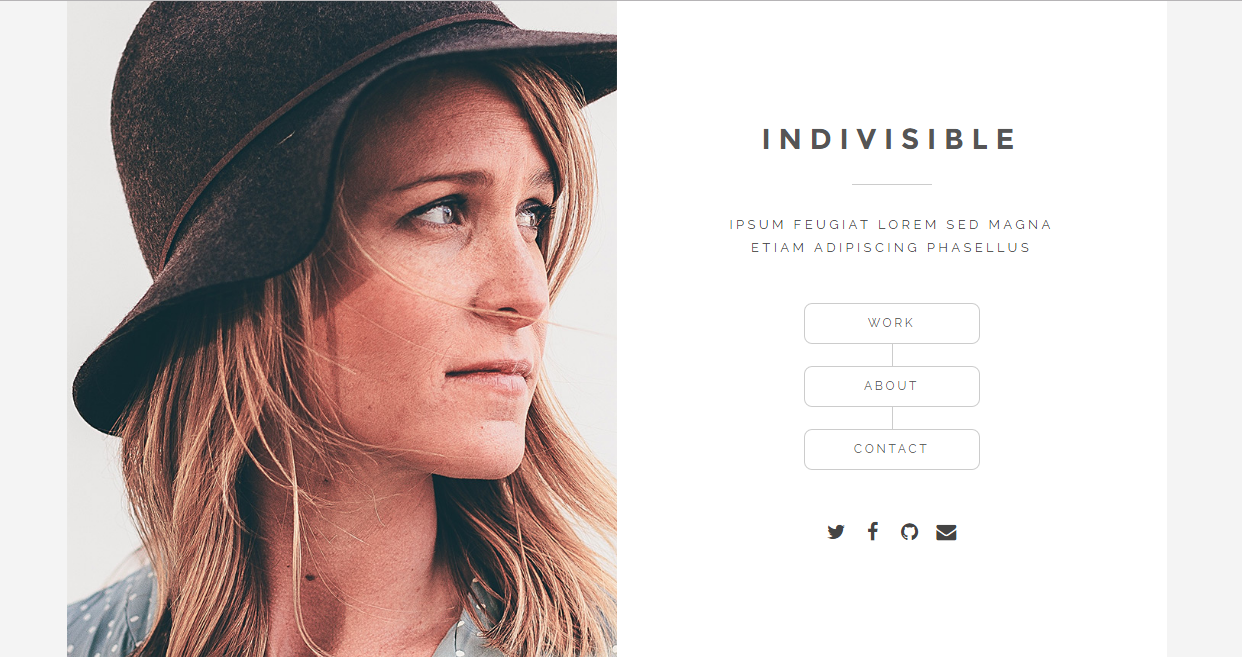 INDIVISIBLE
IPSUM FEUGIAT LOREM SED MAGNA
ETIAM ADIPISCING PHASELLUS
WORK
ABOUT
CONTACT